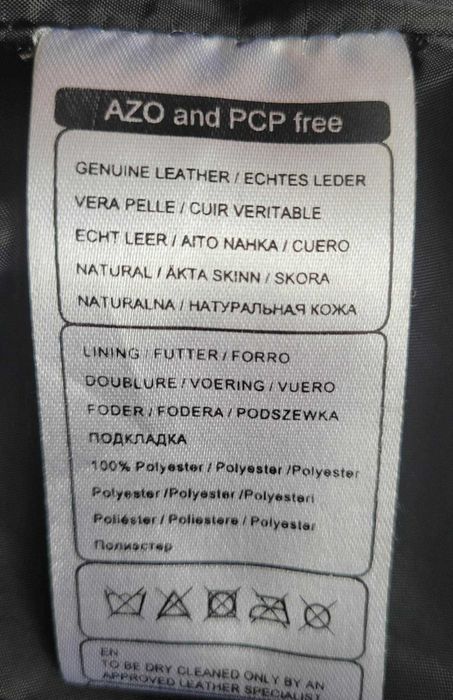 AZO and PCP free
GENUINE LEATHER / ECHTES LEDER
VERA PELLE / CUIR VERITABLE
ECHT LEER / AITO NAHKA / CUERO
NATURAL / ÄKTA SKINN / SKORA
NATURALNA / НАТУРАЛЬНАЯ КОЖА
LINING / FUTTER / FORRO
DOUBLURE / VOERING / VUERO
FODER / FODERA / PODSZEWKA
ПОДКЛАДКА
100% Polyester / Polyester /Polyester
Polyester /Polyester /Polyesteri
Poliéster / Poliestere / Polyester
Полиэстер
EN
TO BE DRY CLEANED ONLY BY AN
APPROVED LEATHER SPECIALIST